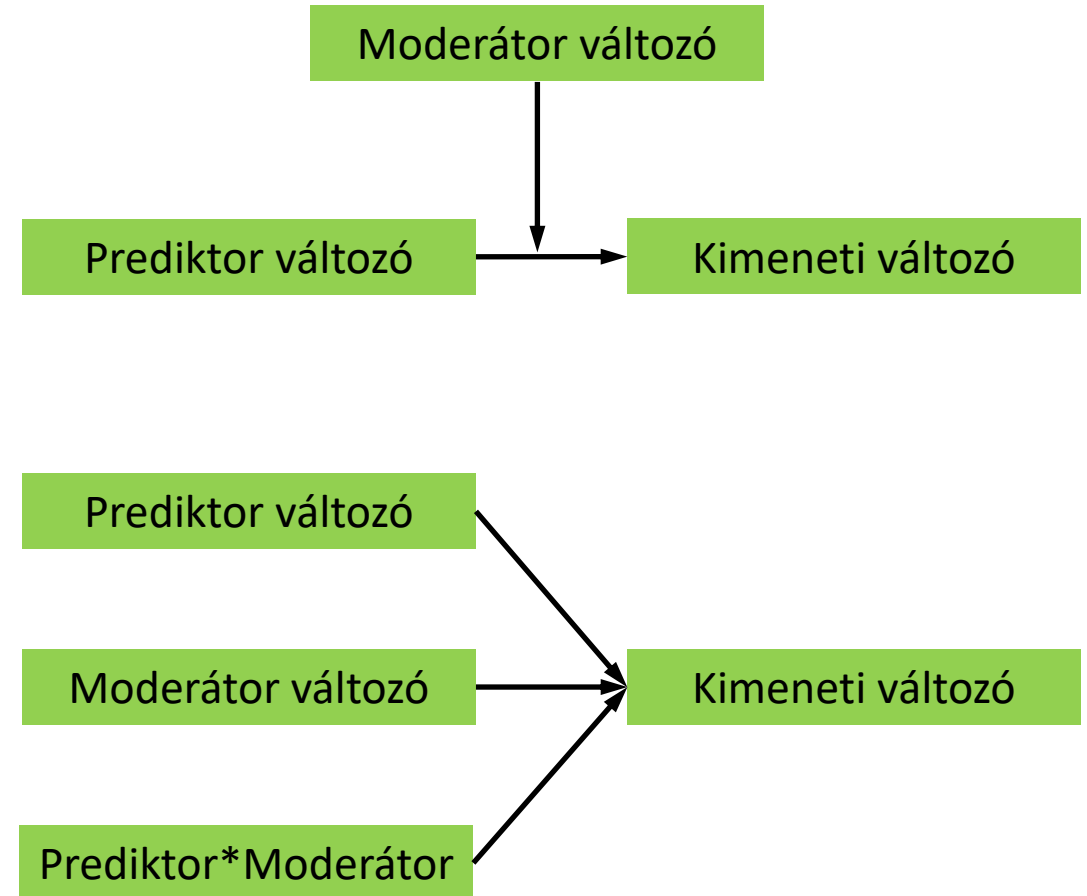 Moderátor változó
Prediktor változó
Kimeneti változó
Prediktor változó
Moderátor változó
Kimeneti változó
Prediktor*Moderátor